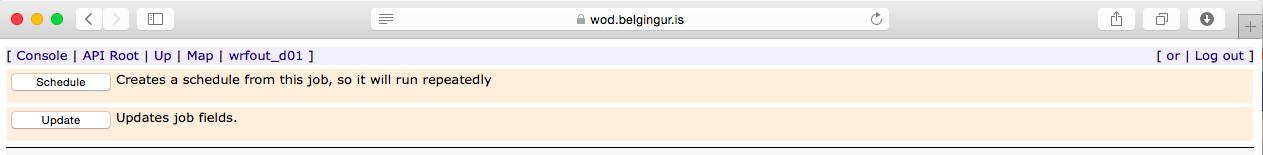 wod.belgingur.is
[ Console | API Root | Up | Map | wrfout_d01 ] [ or | Log out ]
Schedule Creates a schedule from this job, so it will run repeatedly
Update Updates job fields.